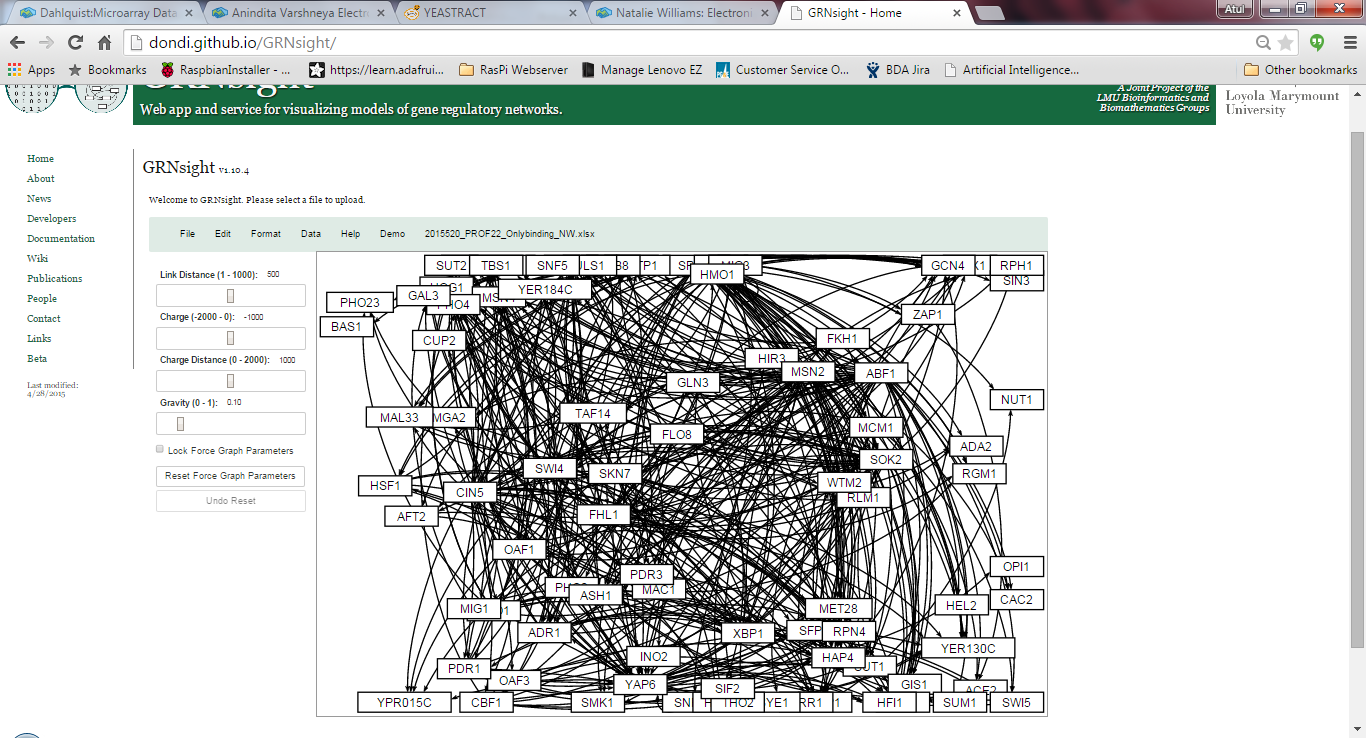 Dahlquist:Microarray Data
Anindita Varshneya Electr
YEASTRACT
Natalie Williams: Electroni
GRNsight - Home
Atul
dondi.github.io/GRNsight/
Apps
Bookmarks
RaspbianInstaller - ...
https://learn.adafrui...
RasPi Webserver
Manage Lenovo EZ
Customer Service O...
BDA Jira
Artificial Intelligence...
Other bookmarks
GRNsight
Web app and service for visualizing models of gene regulatory networks.
A Joint Project of the
LMU Bioinformatics and
Biomathematics Groups
Loyola Marymount
University
Home
About
News
Developers
Documentation
Wiki
Publications
People
Contact
Links
Beta
Last modified:
4/28/2015
GRNsight v1.10.4
Welcome to GRNsight. Please select a file to upload.
File Edit Format Data Help Demo 2015520_PROF22_Onlybinding_NW.xlsx
Link Distance (1 - 1000): 500
Charge (-2000 - 0): -1000
Charge Distance (0 - 2000): 1000
Gravity (0 - 1): 0.10
Lock Force Graph Parameters
Reset Force Graph Parameters
Undo Reset
SUT2 TBS1 SNF5 HMO1 GCN4 RPH1
SIN3
YER184C
GAL3
PHO23
ZAP1
BAS1
CUP2
FKH1
HIR3
MSN2 ABF1
GLN3
NUT1
TAF14
MAL33 MGA2
MCM1
FLO8
ADA2
SOK2
SWI4
SKN7
RGM1
WTM2
HSF1
CIN5
RLM1
AFT2
FHL1
OAF1
OPI1
PDR3
MAC1
ASH1
CAC2
HEL2
MIG1
MET28
ADR1
XBP1
RPN4
YER130C
INO2
HAP4
PDR1
OAF3
YAP6
SIF2
GIS1
YPR015C CBF1 SMK1 THO2 HFI1 SUM1 SWI5